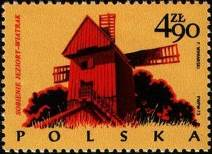 SOBIENIE JEZIORY-WIATRAK
4 ZŁ
90
POLSKA